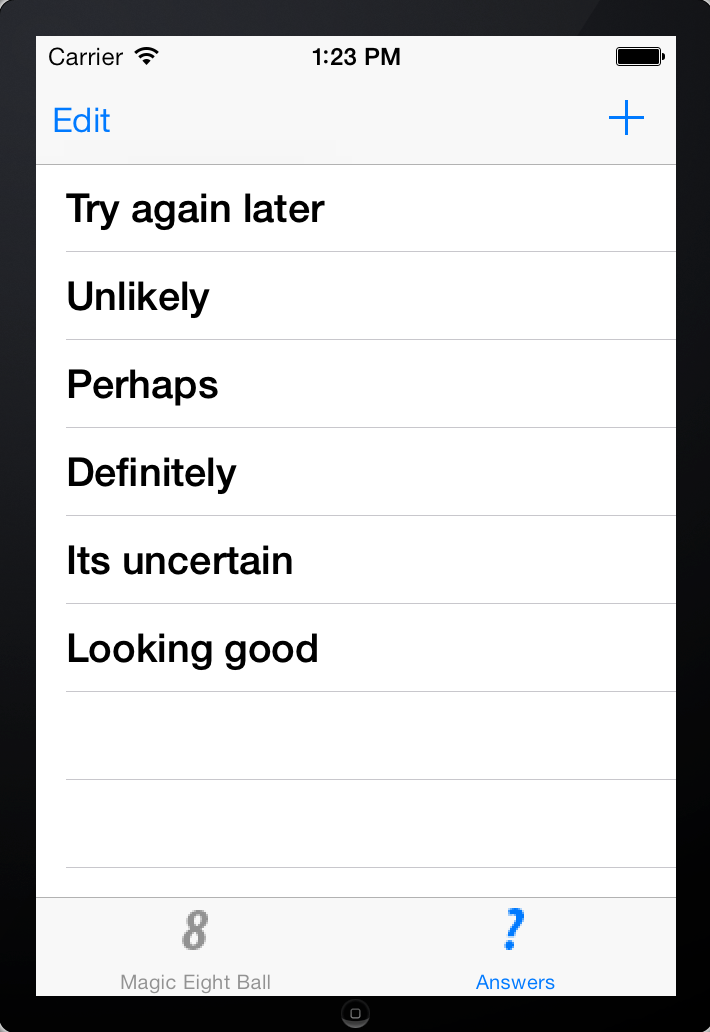 Carrier 1:23 PM
Edit +
Try again later
Unlikely
Perhaps
Definitely
Its uncertain
Looking good
8 ?
Magic Eight Ball Answers